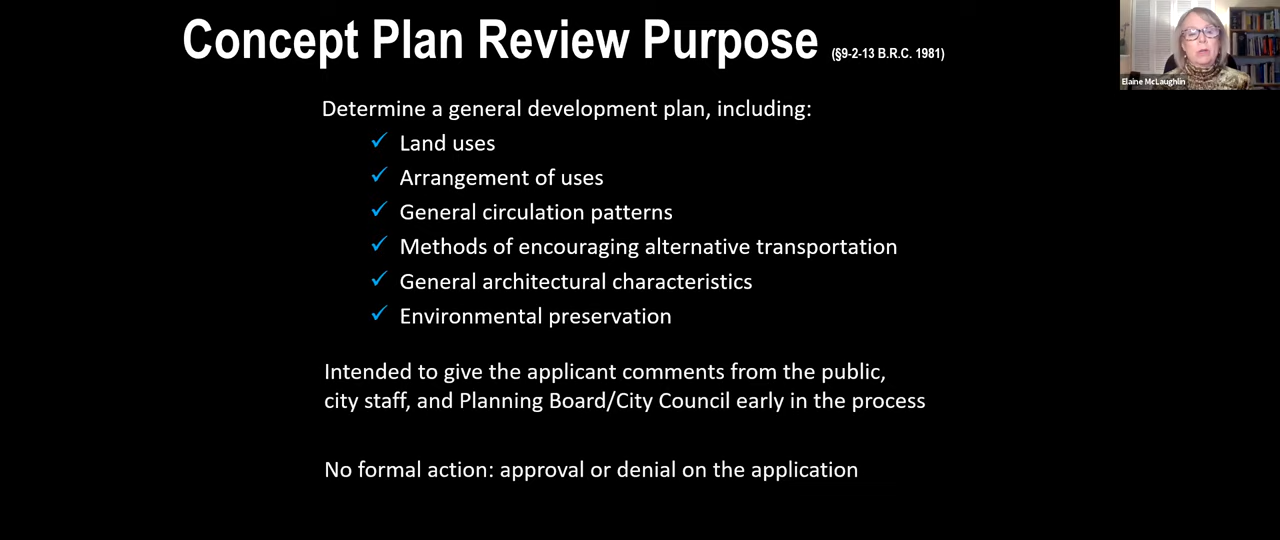 Concept Plan Review Purpose (§9-2-13 B.R.C. 1981)
Elaine McLaughlin
Determine a general development plan, including:
✓ Land uses
✓ Arrangement of uses
✓ General circulation patterns
✓ Methods of encouraging alternative transportation
✓ General architectural characteristics
✓ Environmental preservation
Intended to give the applicant comments from the public,
city staff, and Planning Board/City Council early in the process
No formal action: approval or denial on the application